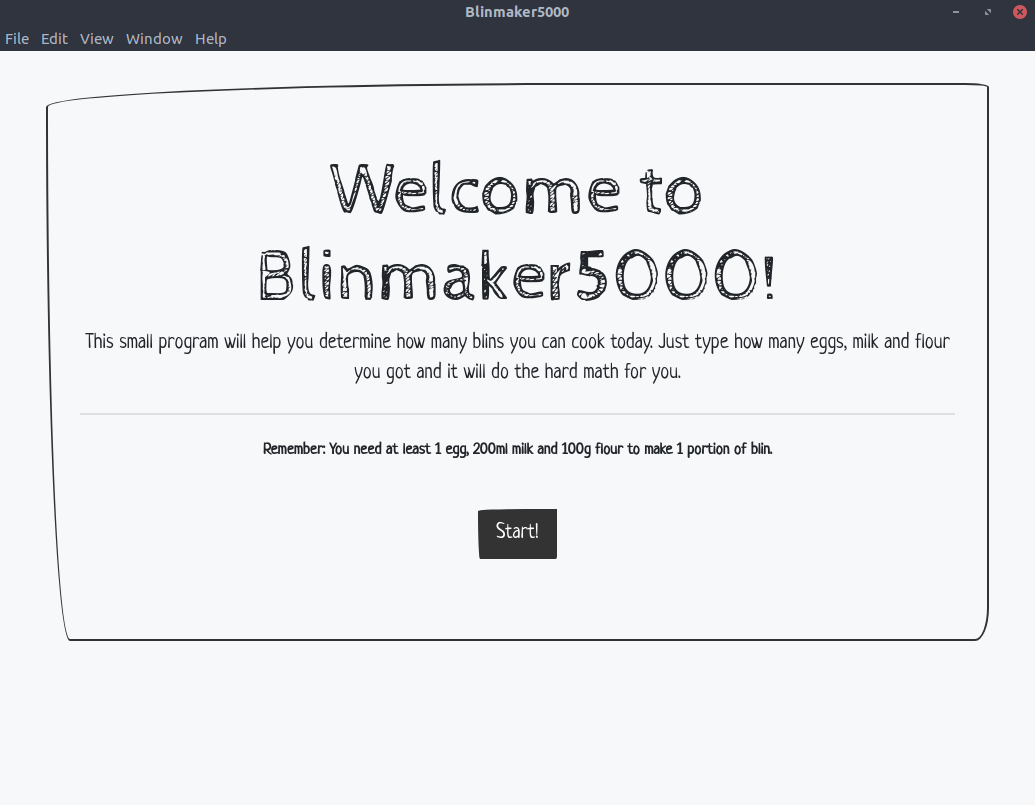 Blinmaker5000
File Edit View Window Help
Welcome to
Blinmaker5000!
This small program will help you determine how many blins you can cook today. Just type how many eggs, milk and flour
you got and it will do the hard math for you.
Remember: You need at least 1 egg, 200ml milk and 100g flour to make 1 portion of blin.
Start!